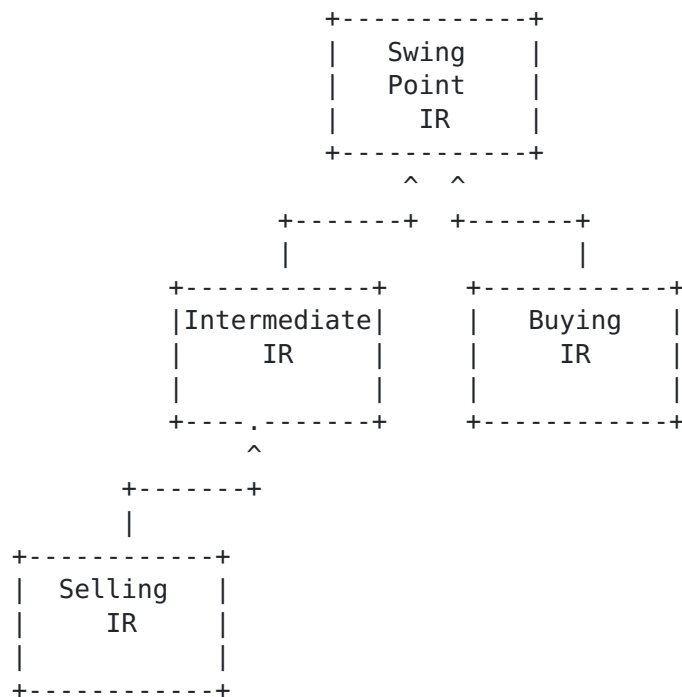 Swing
Point
IR
Intermediate
IR
Buying
IR
Selling
IR